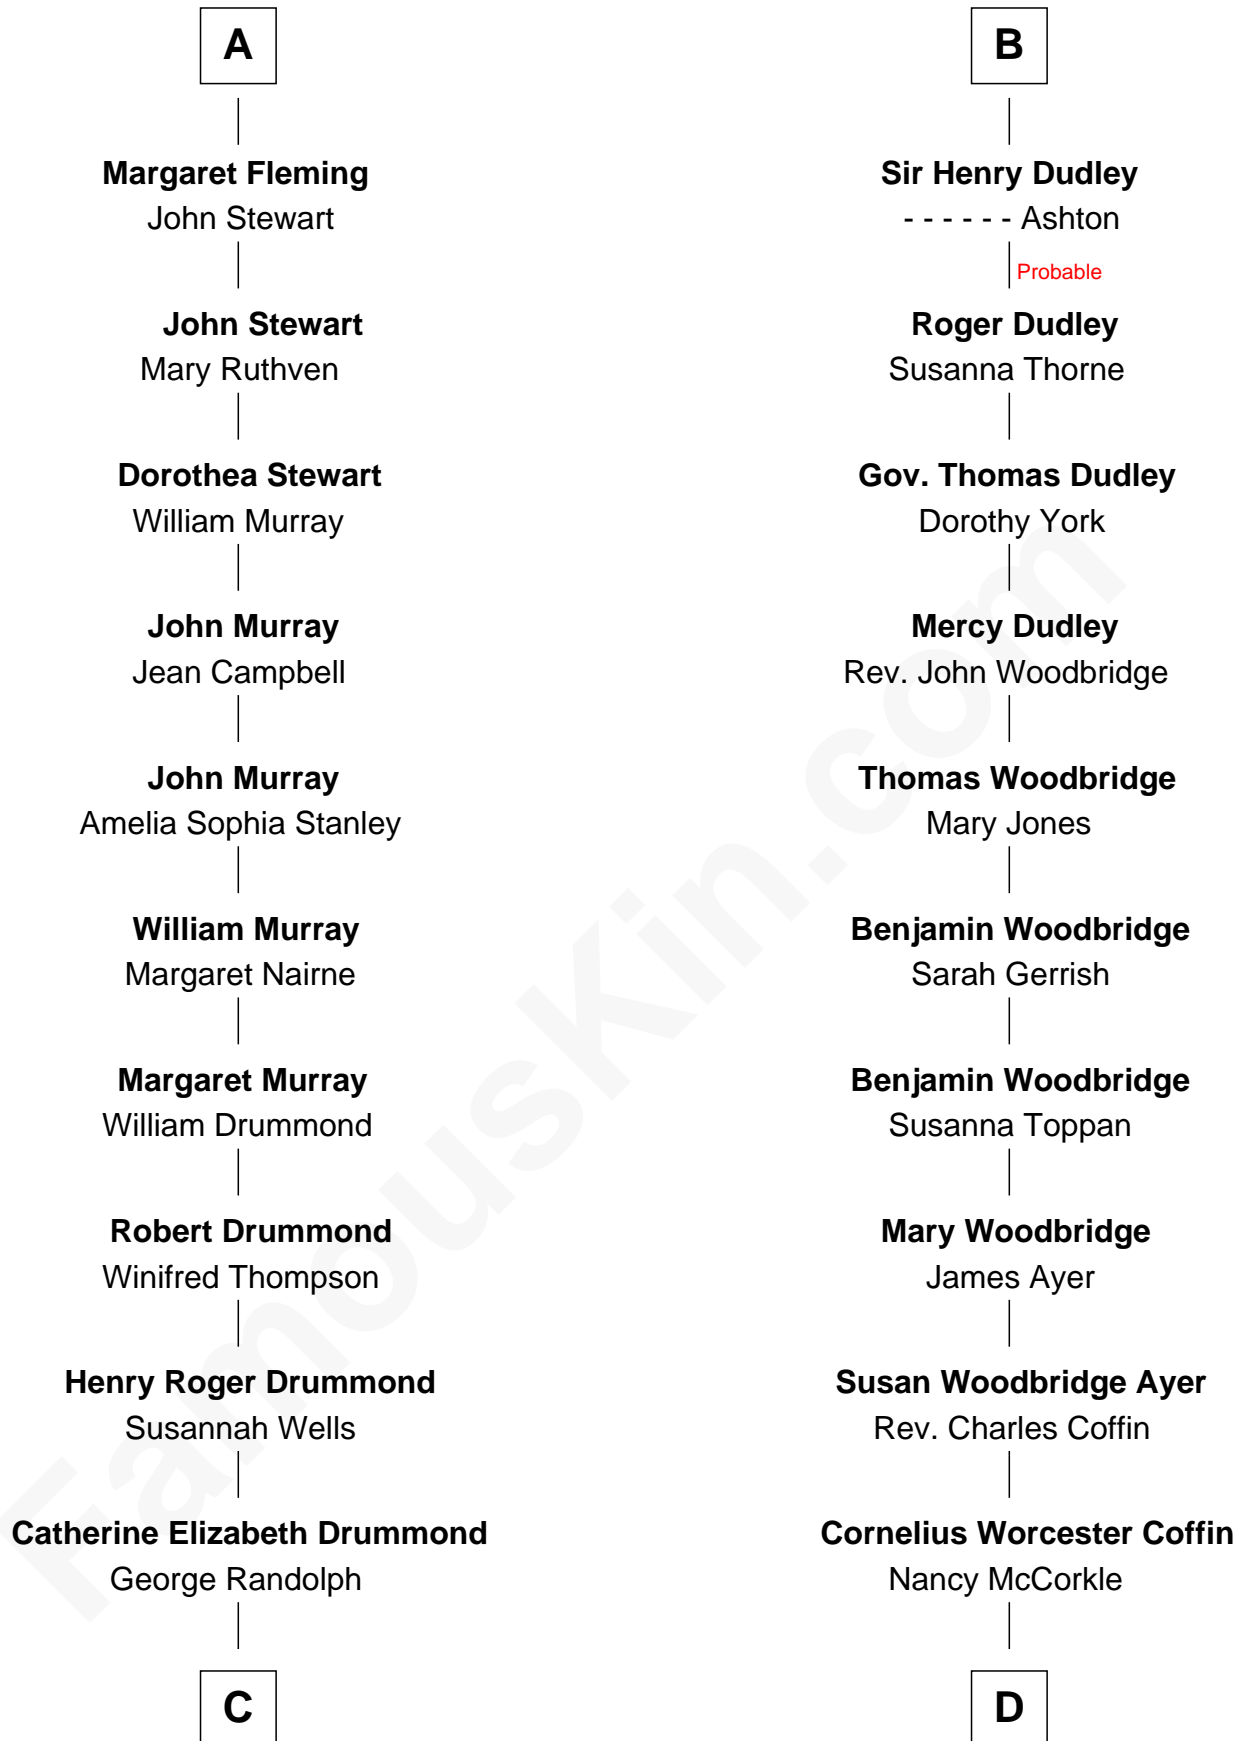 A
Margaret Fleming
John Stewart
John Stewart
Mary Ruthven
Dorothea Stewart
William Murray
John Murray
Jean Campbell
John Murray
Amelia Sophia Stanley
William Murray
Margaret Nairne
Margaret Murray
William Drummond
Robert Drummond
Winifred Thompson
Henry Roger Drummond
Susannah Wells
Catherine Elizabeth Drummond
George Randolph
C
B
Sir Henry Dudley
- - - - - - Ashton
Probable
Roger Dudley
Susanna Thorne
Gov. Thomas Dudley
Dorothy York
Mercy Dudley
Rev. John Woodbridge
Thomas Woodbridge
Mary Jones
Benjamin Woodbridge
Sarah Gerrish
Benjamin Woodbridge
Susanna Toppan
Mary Woodbridge
James Ayer
Susan Woodbridge Ayer
Rev. Charles Coffin
Cornelius Worcester Coffin
Nancy McCorkle
D
FamousKin.com